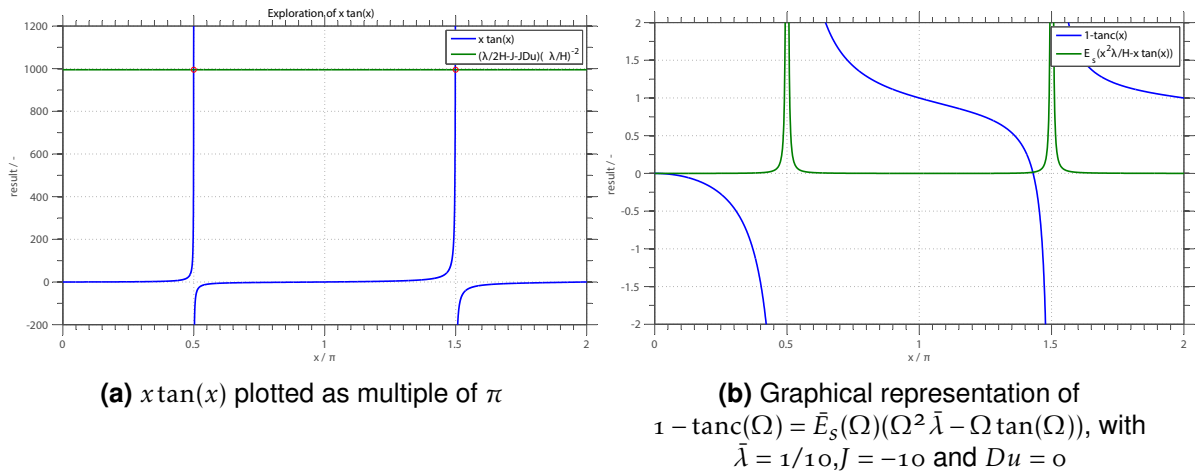 Exploration of x tan(x)
x tan(x)
(λ/2H-J-JDu)( λ/H)⁻²
1200
1000
800
600
400
200
0
-200
result / -
0 0.5 1 1.5 2
x / π
(a) x tan(x) plotted as multiple of π
1-tanc(x)
E_s(x²λ/H-x tan(x))
2
1.5
1
0.5
0
-0.5
-1
-1.5
-2
result / -
0 0.5 1 1.5 2
x / π
(b) Graphical representation of
1 − tanc(Ω) = Ē_s(Ω)(Ω² λ̄ − Ω tan(Ω)), with
λ̄ = 1/10,J = −10 and Du = 0